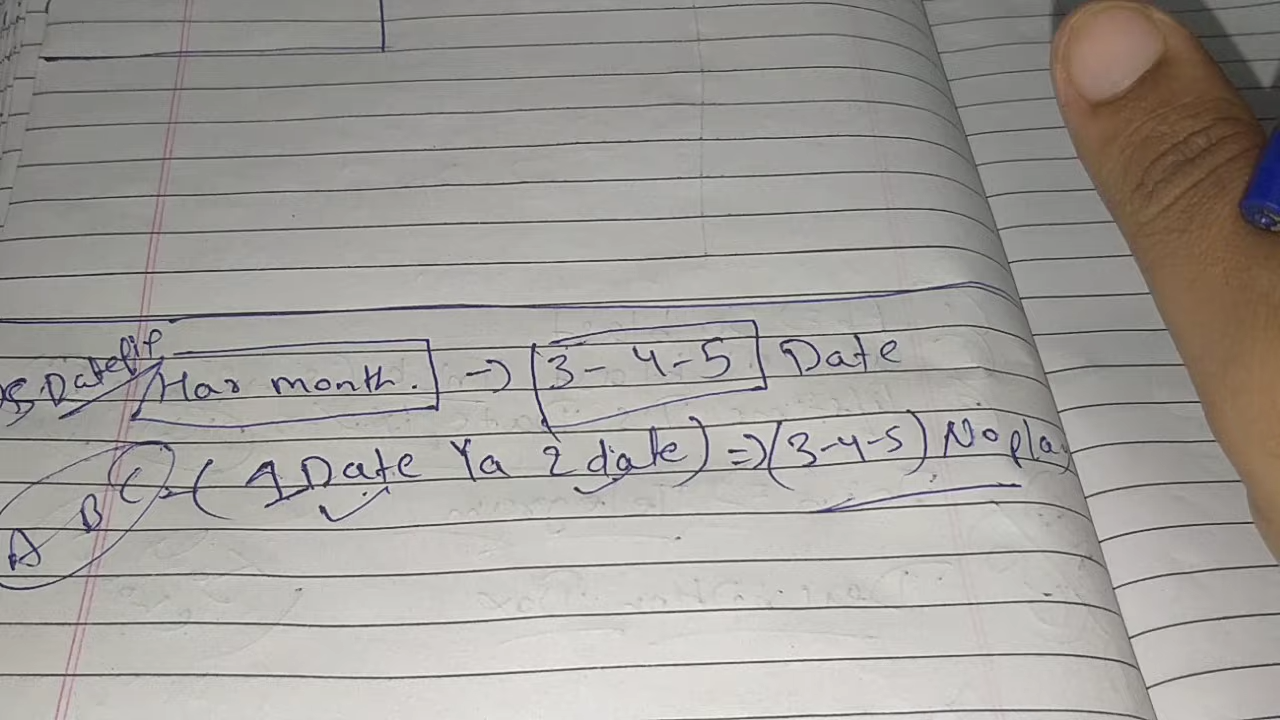 Datefix
Har month. → 3-4-5 Date
A B C - (1 Date Ya 2 date) ⇒ (3-4-5) No play